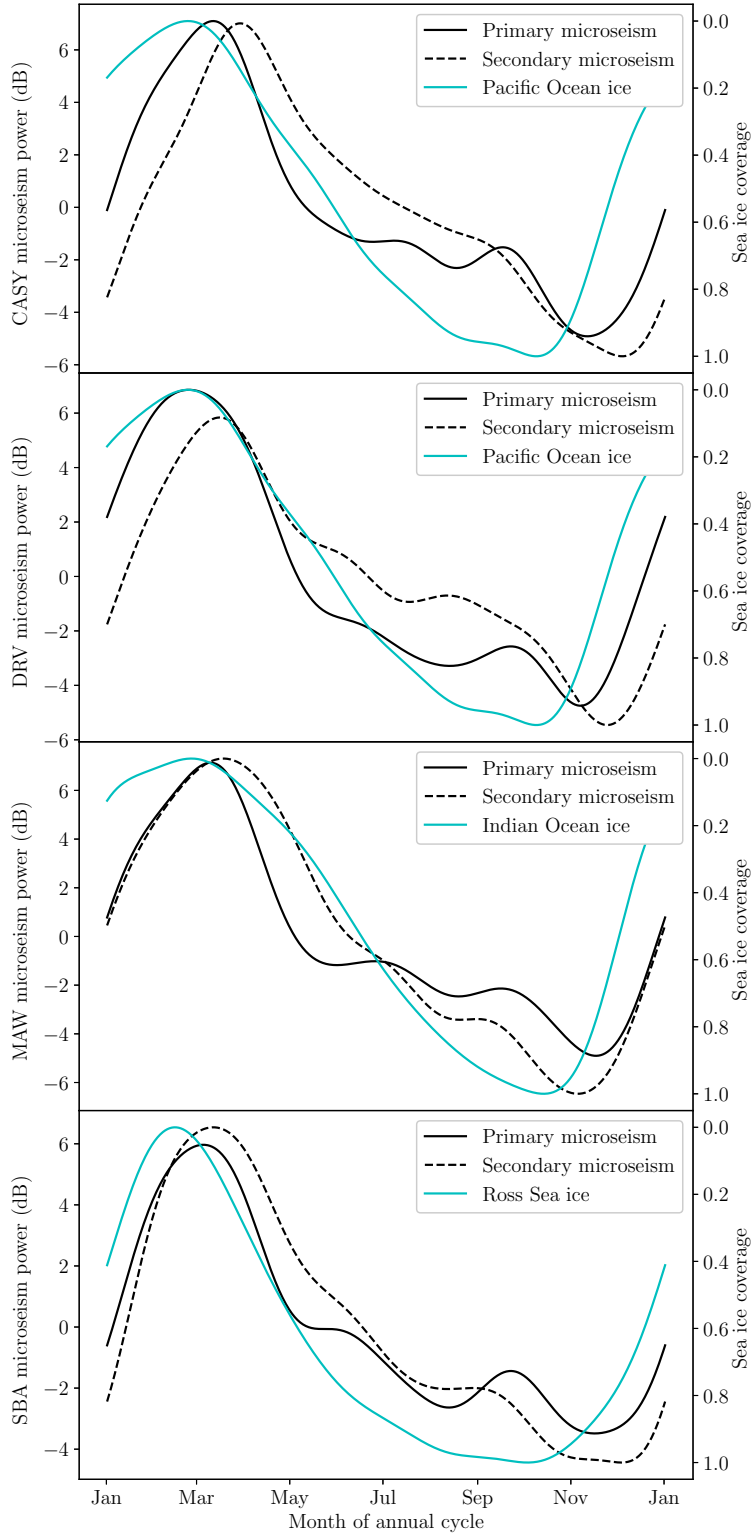 CASY microseism power (dB)
6
4
2
0
−2
−4
−6
Primary microseism
Secondary microseism
Pacific Ocean ice
0.0
0.2
0.4
0.6
0.8
1.0
Sea ice coverage
DRV microseism power (dB)
6
4
2
0
−2
−4
−6
Primary microseism
Secondary microseism
Pacific Ocean ice
0.0
0.2
0.4
0.6
0.8
1.0
Sea ice coverage
MAW microseism power (dB)
6
4
2
0
−2
−4
−6
Primary microseism
Secondary microseism
Indian Ocean ice
0.0
0.2
0.4
0.6
0.8
1.0
Sea ice coverage
SBA microseism power (dB)
6
4
2
0
−2
−4
Primary microseism
Secondary microseism
Ross Sea ice
0.0
0.2
0.4
0.6
0.8
1.0
Sea ice coverage
Jan Mar May Jul Sep Nov Jan
Month of annual cycle